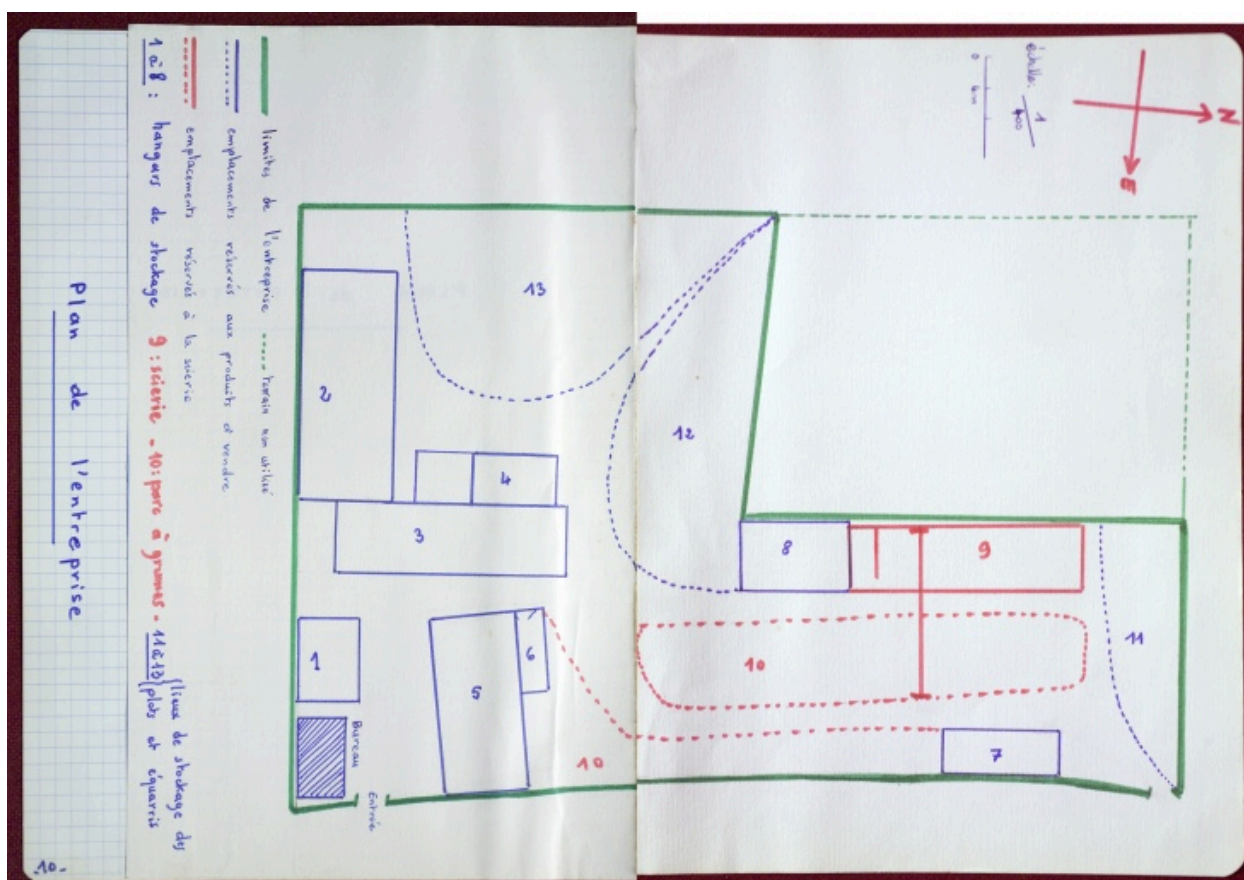 Plan de l'entreprise
limites de l'entreprise terrain non utilisé
emplacements réservés aux produits à vendre
emplacements réservés à la scierie
1 à 8 : hangars de stockage 9 : scierie - 10 : parc à grumes - 11 à 13 { lieux de stockage des
plots et équarris
échelle: 1
400
0
N
E
13
2
12
4
3
8
9
11
1
6
5
10
10
7
Bureau
Entrée
-10-